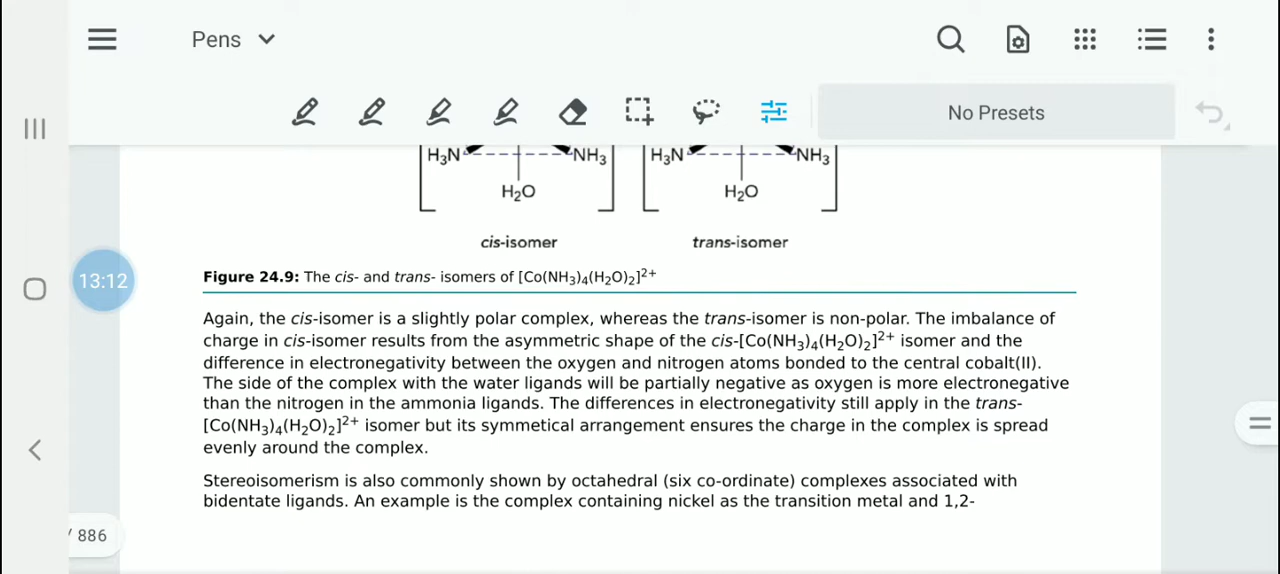 Pens
No Presets
H₃N NH₃ H₃N NH₃
H₂O H₂O
cis-isomer trans-isomer
13:12
Figure 24.9: The cis- and trans- isomers of [Co(NH₃)₄(H₂O)₂]²⁺
Again, the cis-isomer is a slightly polar complex, whereas the trans-isomer is non-polar. The imbalance of
charge in cis-isomer results from the asymmetric shape of the cis-[Co(NH₃)₄(H₂O)₂]²⁺ isomer and the
difference in electronegativity between the oxygen and nitrogen atoms bonded to the central cobalt(II).
The side of the complex with the water ligands will be partially negative as oxygen is more electronegative
than the nitrogen in the ammonia ligands. The differences in electronegativity still apply in the trans-
[Co(NH₃)₄(H₂O)₂]²⁺ isomer but its symmetical arrangement ensures the charge in the complex is spread
evenly around the complex.
Stereoisomerism is also commonly shown by octahedral (six co-ordinate) complexes associated with
bidentate ligands. An example is the complex containing nickel as the transition metal and 1,2-
/ 886